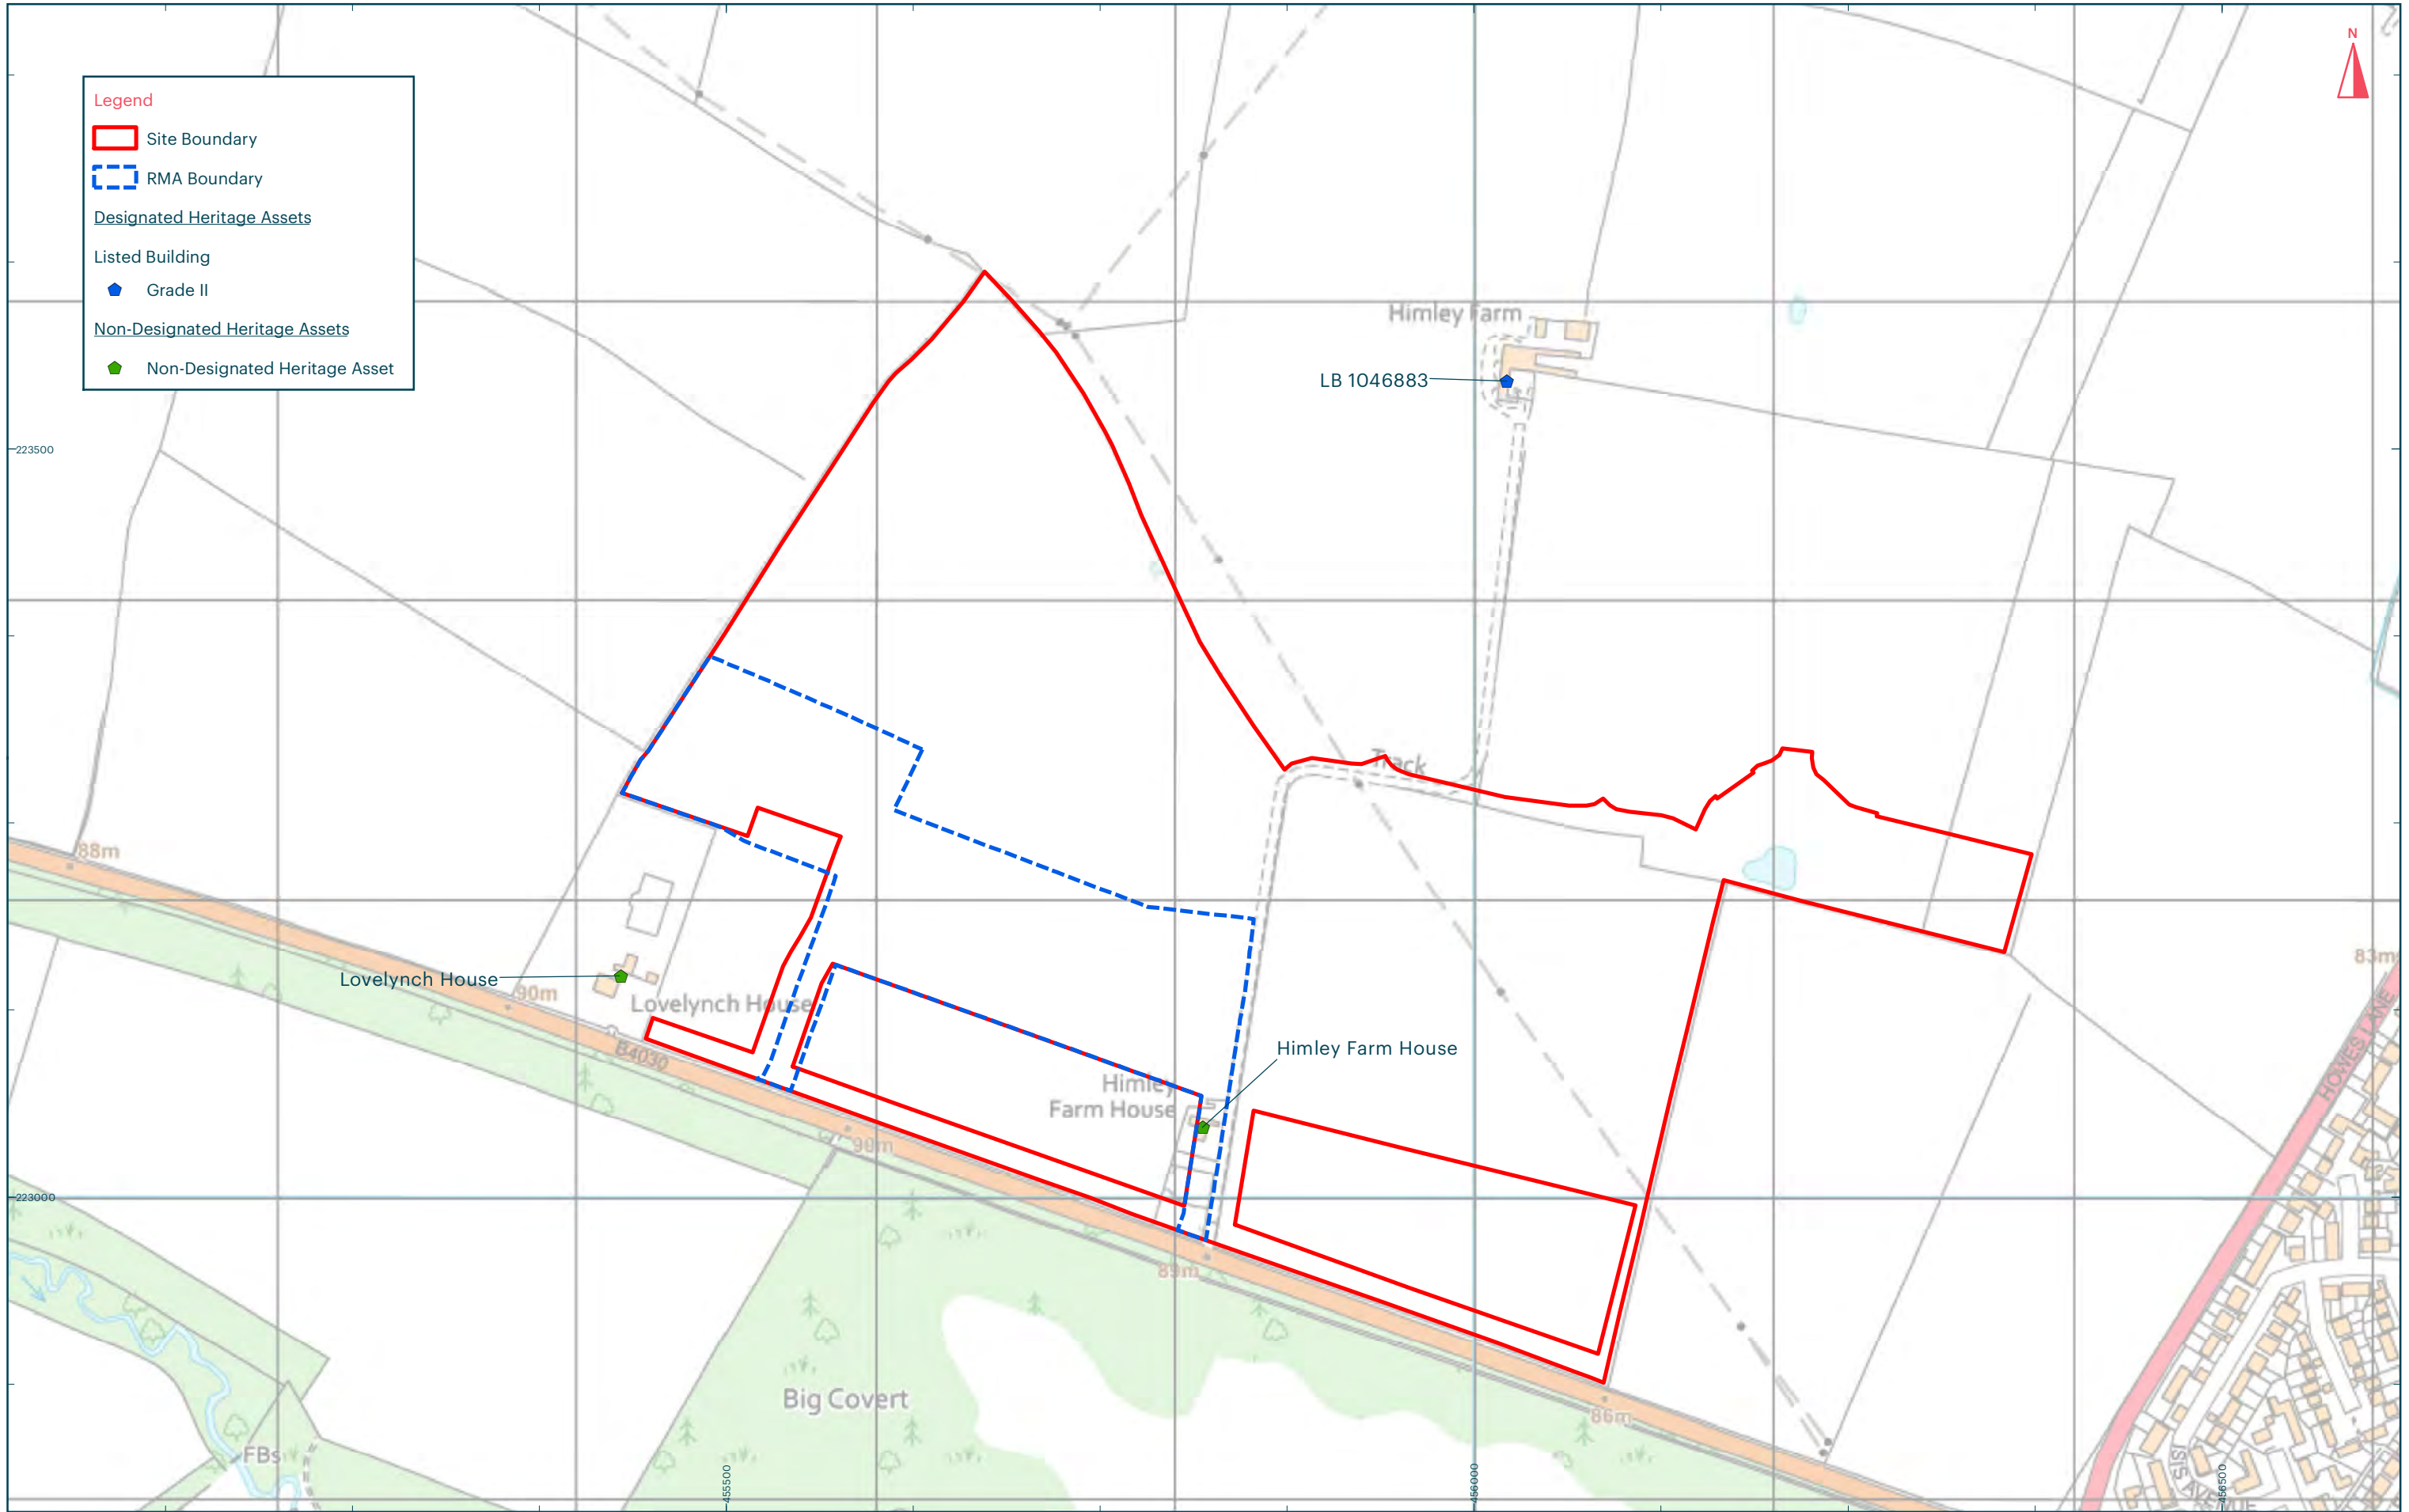 N
Legend
Site Boundary
RMA Boundary
Designated Heritage Assets
Listed Building
Grade II
Non-Designated Heritage Assets
Non-Designated Heritage Asset
Himley Farm
LB 1046883
223500
Track
88m
83m
Lovelynch House
90m
Lovelynch House
HOWES LANE
B4030
Himley Farm House
Himley
Farm House
90m
223000
89m
Big Covert
86m
FBs
455500
456000
456500
ISIS
AVENUE